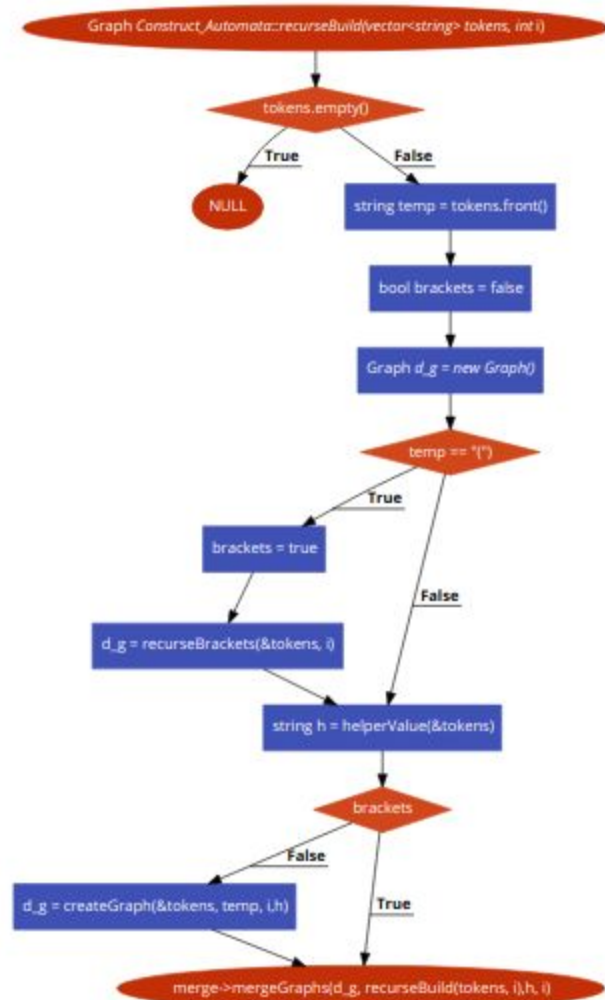 Graph Construct_Automata::recurseBuild(vector<string> tokens, int i)
tokens.empty()
True
False
NULL
string temp = tokens.front()
bool brackets = false
Graph d_g = new Graph()
temp == "("
True
brackets = true
False
d_g = recurseBrackets(&tokens, i)
string h = helperValue(&tokens)
brackets
False
d_g = createGraph(&tokens, temp, i,h)
True
merge->mergeGraphs(d_g, recurseBuild(tokens, i),h, i)